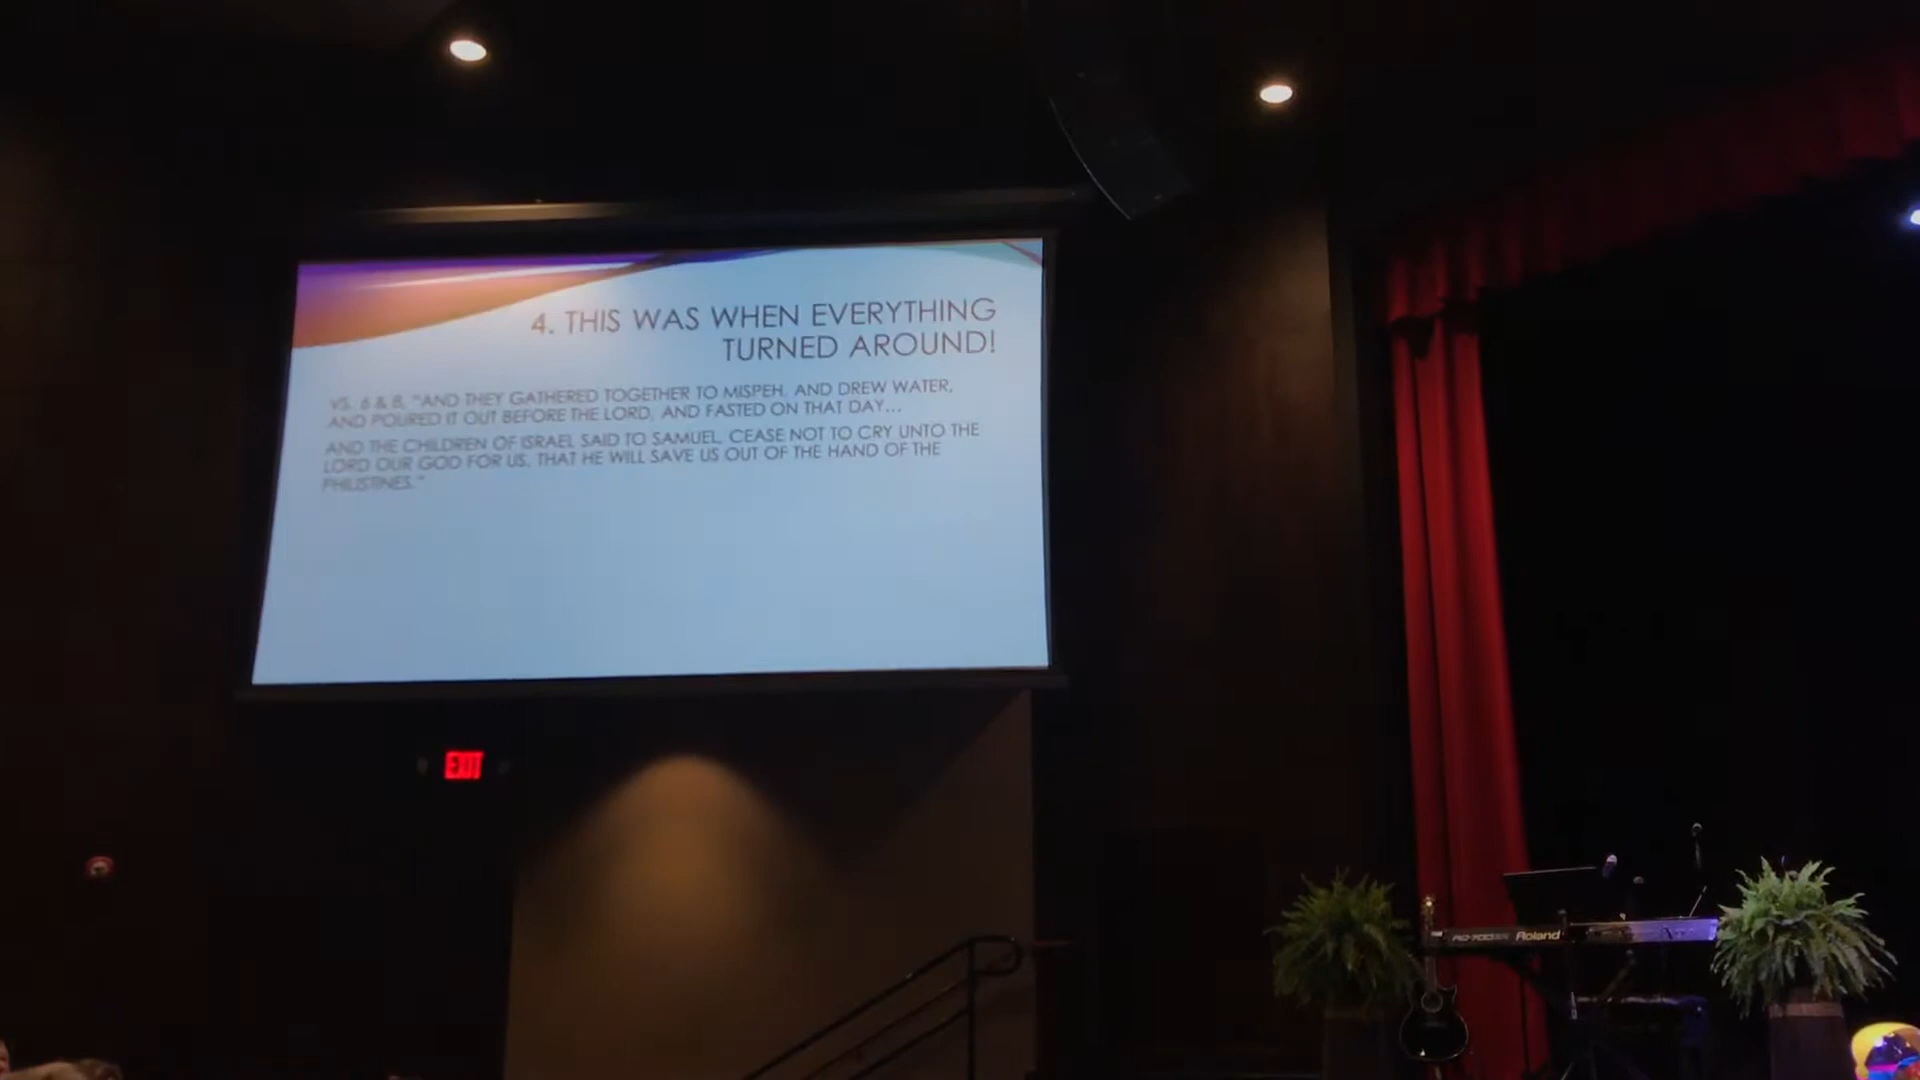 4. THIS WAS WHEN EVERYTHING
TURNED AROUND!
VS. 6 & 8, "AND THEY GATHERED TOGETHER TO MISPEH, AND DREW WATER,
AND POURED IT OUT BEFORE THE LORD, AND FASTED ON THAT DAY...
AND THE CHILDREN OF ISRAEL SAID TO SAMUEL, CEASE NOT TO CRY UNTO THE
LORD OUR GOD FOR US, THAT HE WILL SAVE US OUT OF THE HAND OF THE
PHILISTINES."
EXIT
Roland